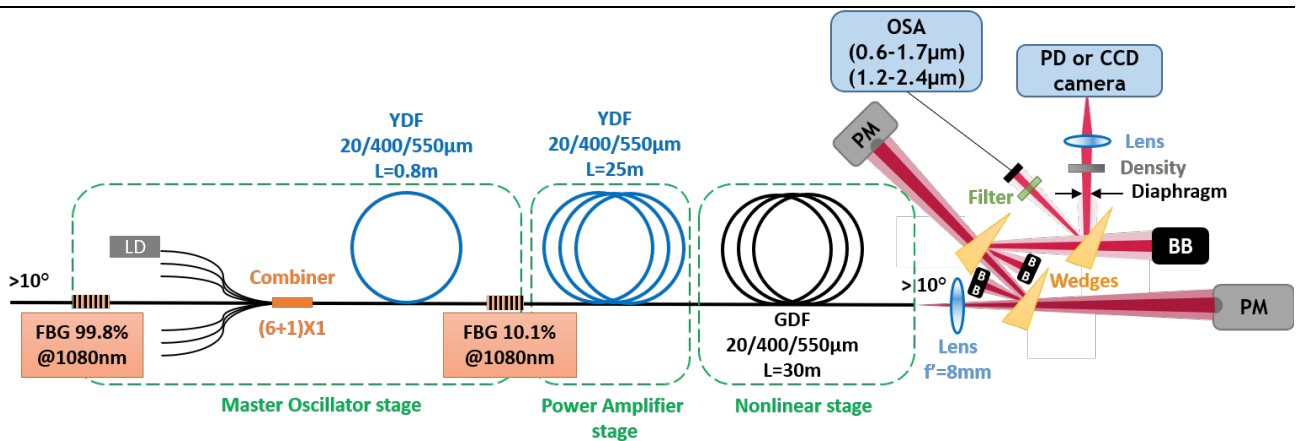 OSA
(0.6-1.7µm)
(1.2-2.4µm)
PD or CCD
camera
PM
Lens
Density
Diaphragm
Filter
YDF
20/400/550µm
L=0.8m
YDF
20/400/550µm
L=25m
LD
Combiner
(6+1)X1
>10°
FBG 99.8%
@1080nm
FBG 10.1%
@1080nm
GDF
20/400/550µm
L=30m
>10°
Lens
f'=8mm
BB
BB
Wedges
BB
PM
Master Oscillator stage
Power Amplifier
stage
Nonlinear stage